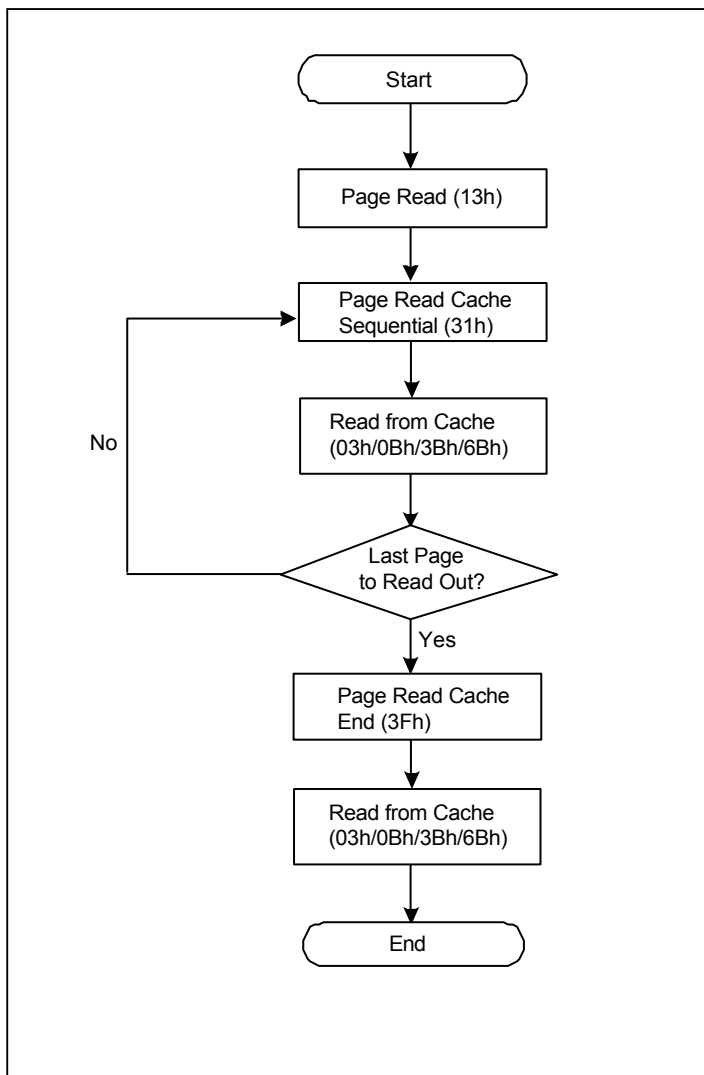 Start
Page Read (13h)
Page Read Cache
Sequential (31h)
Read from Cache
(03h/0Bh/3Bh/6Bh)
No
Last Page
to Read Out?
Yes
Page Read Cache
End (3Fh)
Read from Cache
(03h/0Bh/3Bh/6Bh)
End